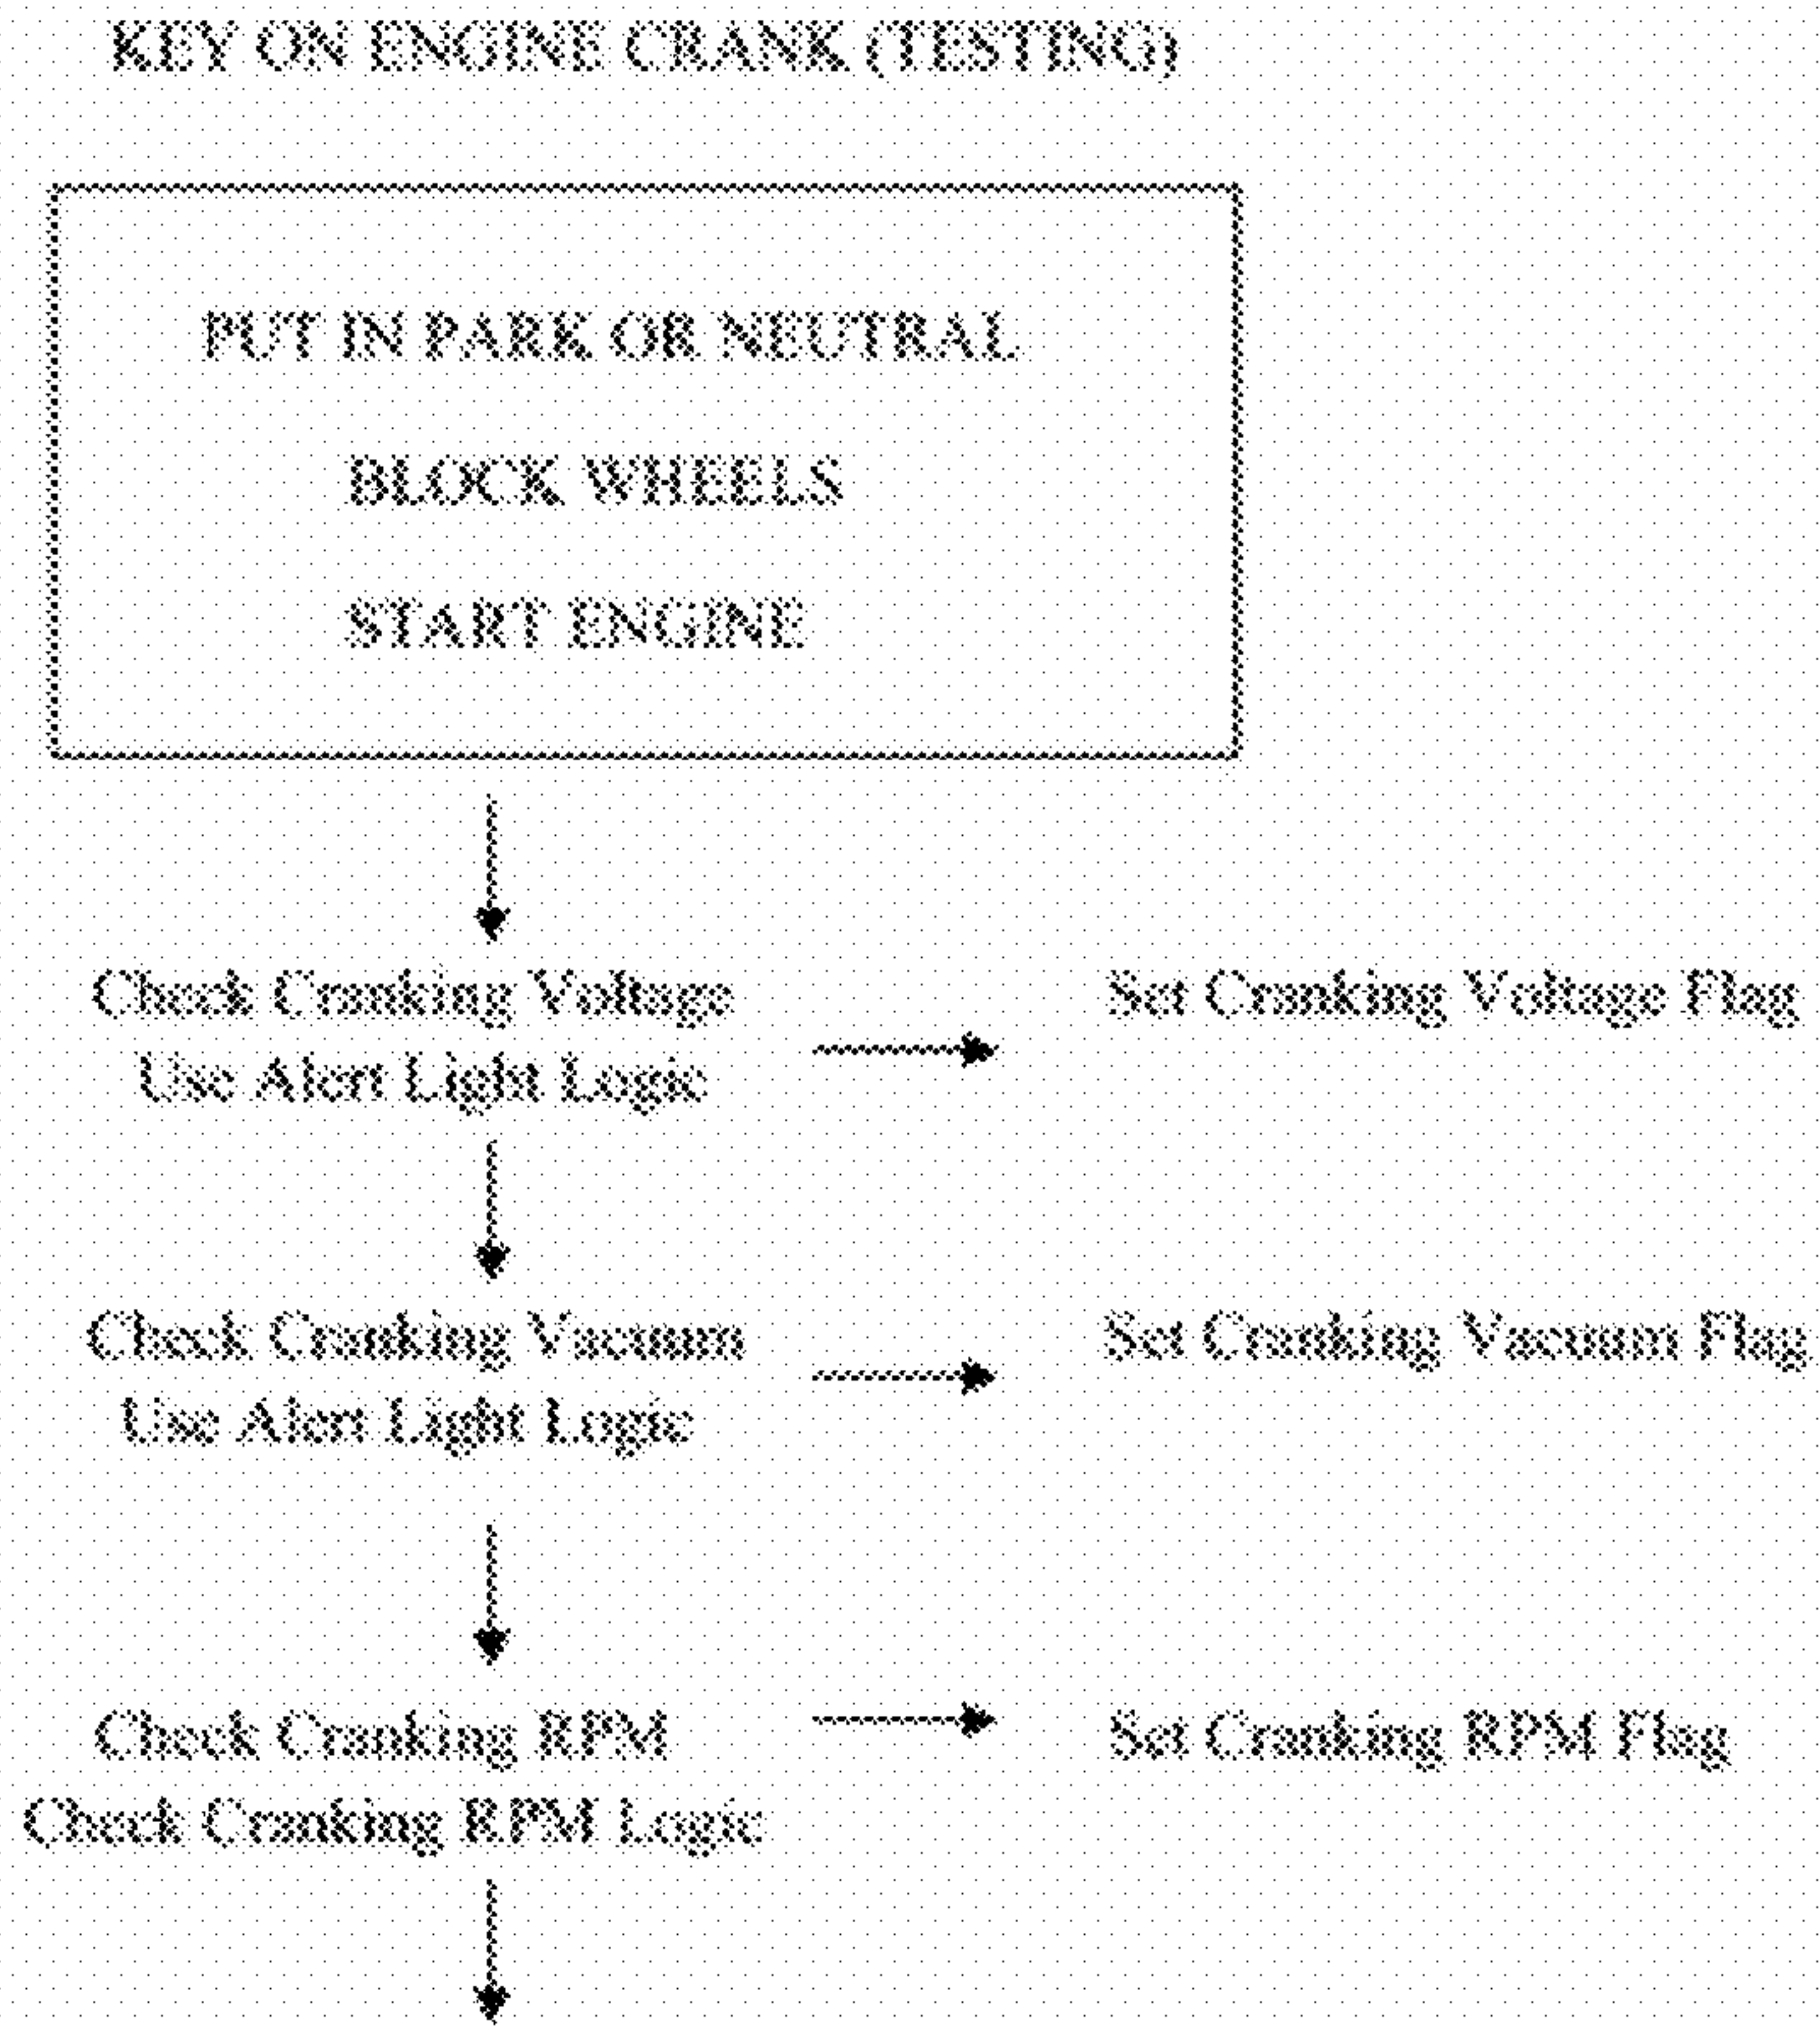 KEY ON ENGINE CRANK (TESTING)
PUT IN PARK OR NEUTRAL
BLOCK WHEELS
START ENGINE
Check Cranking Voltage
Use Alert Light Logic
Set Cranking Voltage Flag
Check Cranking Vacuum
Use Alert Light Logic
Set Cranking Vacuum Flag
Check Cranking RPM
Check Cranking RPM Logic
Set Cranking RPM Flag